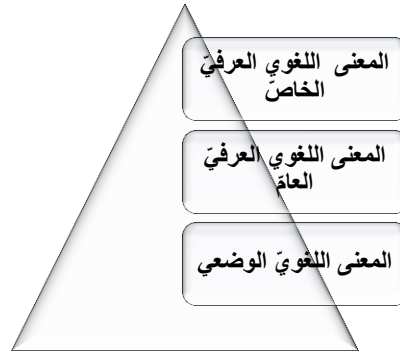 المعنى اللغوي العرفيّ
الخاصّ
المعنى اللغوي العرفيّ
العامّ
المعنى اللغويّ الوضعي